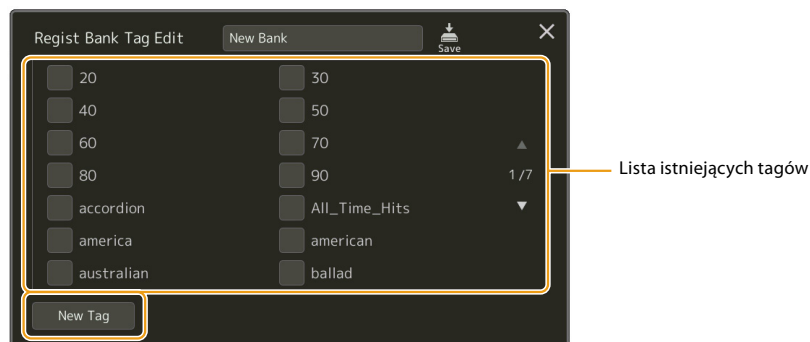 Regist Bank Tag Edit New Bank Save
20 30
40 50
60 70
80 90 1/7
accordion All_Time_Hits
america american
australian ballad
New Tag
Lista istniejących tagów